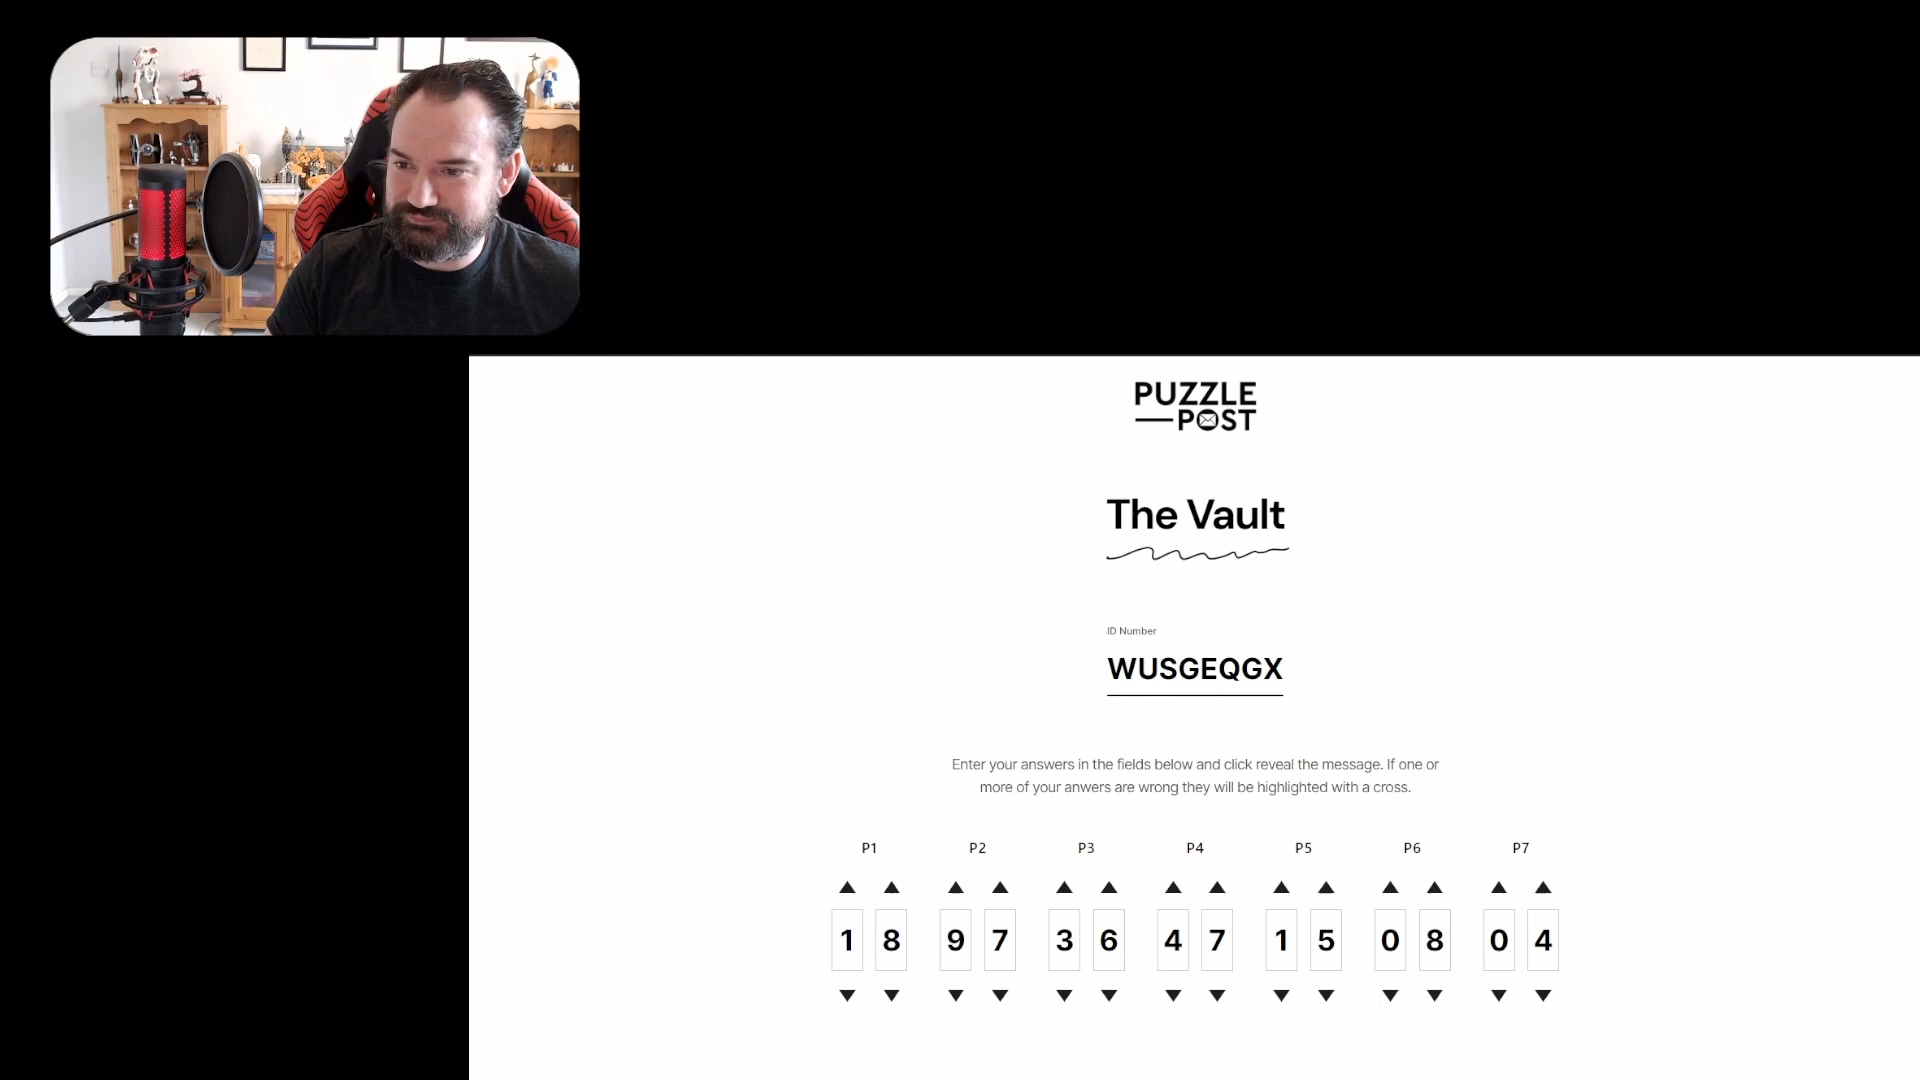 PUZZLE
POST
The Vault
ID Number
WUSGEQGX
Enter your answers in the fields below and click reveal the message. If one or
more of your anwers are wrong they will be highlighted with a cross.
P1 P2 P3 P4 P5 P6 P7
1 8 9 7 3 6 4 7 1 5 0 8 0 4